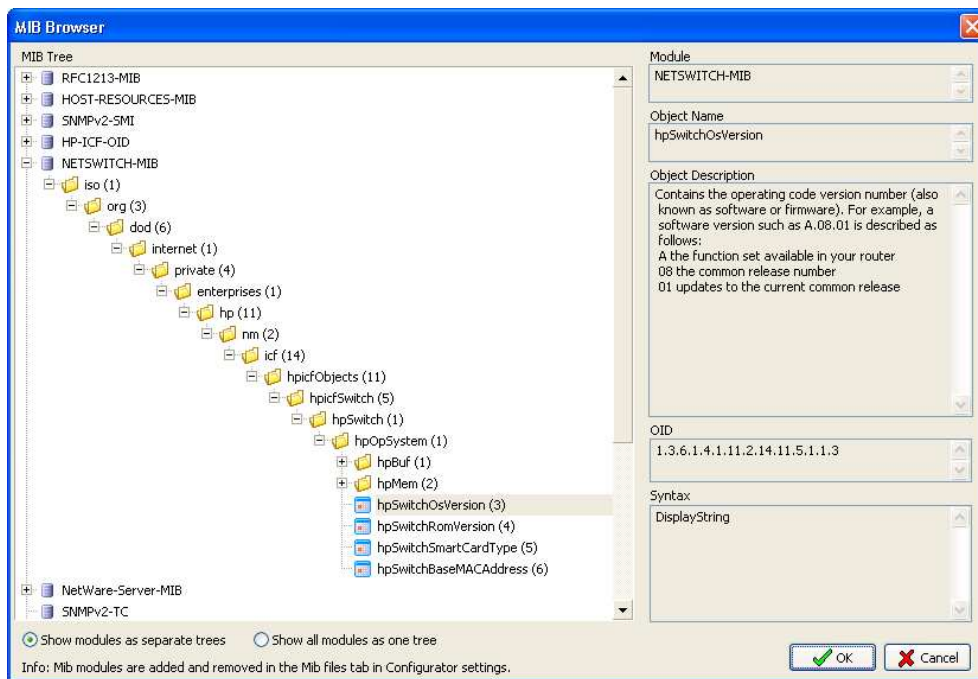 MIB Browser
MIB Tree
RFC1213-MIB
HOST-RESOURCES-MIB
SNMPv2-SMI
HP-ICF-OID
NETSWITCH-MIB
iso (1)
org (3)
dod (6)
internet (1)
private (4)
enterprises (1)
hp (11)
nm (2)
icf (14)
hpicfObjects (11)
hpicfSwitch (5)
hpSwitch (1)
hpOpSystem (1)
hpBuf (1)
hpMem (2)
hpSwitchOsVersion (3)
hpSwitchRomVersion (4)
hpSwitchSmartCardType (5)
hpSwitchBaseMACAddress (6)
NetWare-Server-MIB
SNMPv2-TC
Show modules as separate trees
Show all modules as one tree
Info: Mib modules are added and removed in the Mib files tab in Configurator settings.
Module
NETSWITCH-MIB
Object Name
hpSwitchOsVersion
Object Description
Contains the operating code version number (also
known as software or firmware). For example, a
software version such as A.08.01 is described as
follows:
A the function set available in your router
08 the common release number
01 updates to the current common release
OID
1.3.6.1.4.1.11.2.14.11.5.1.1.3
Syntax
DisplayString
OK
Cancel